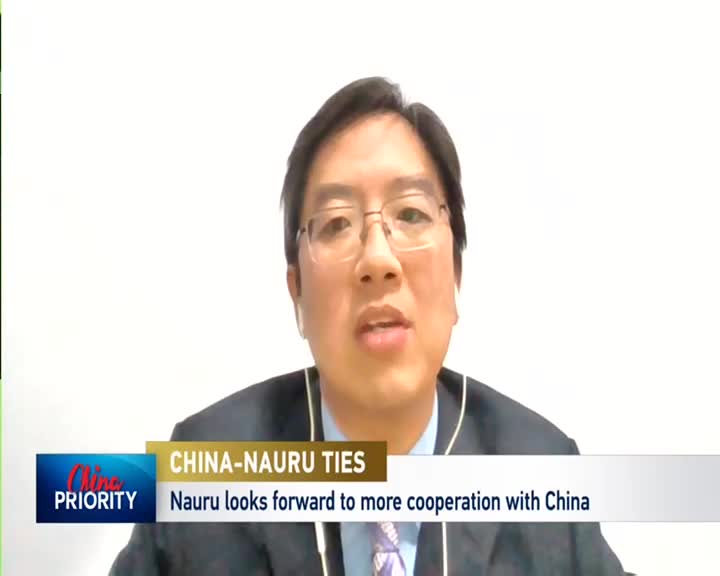 CHINA-NAURU TIES
China
PRIORITY
Nauru looks forward to more cooperation with China